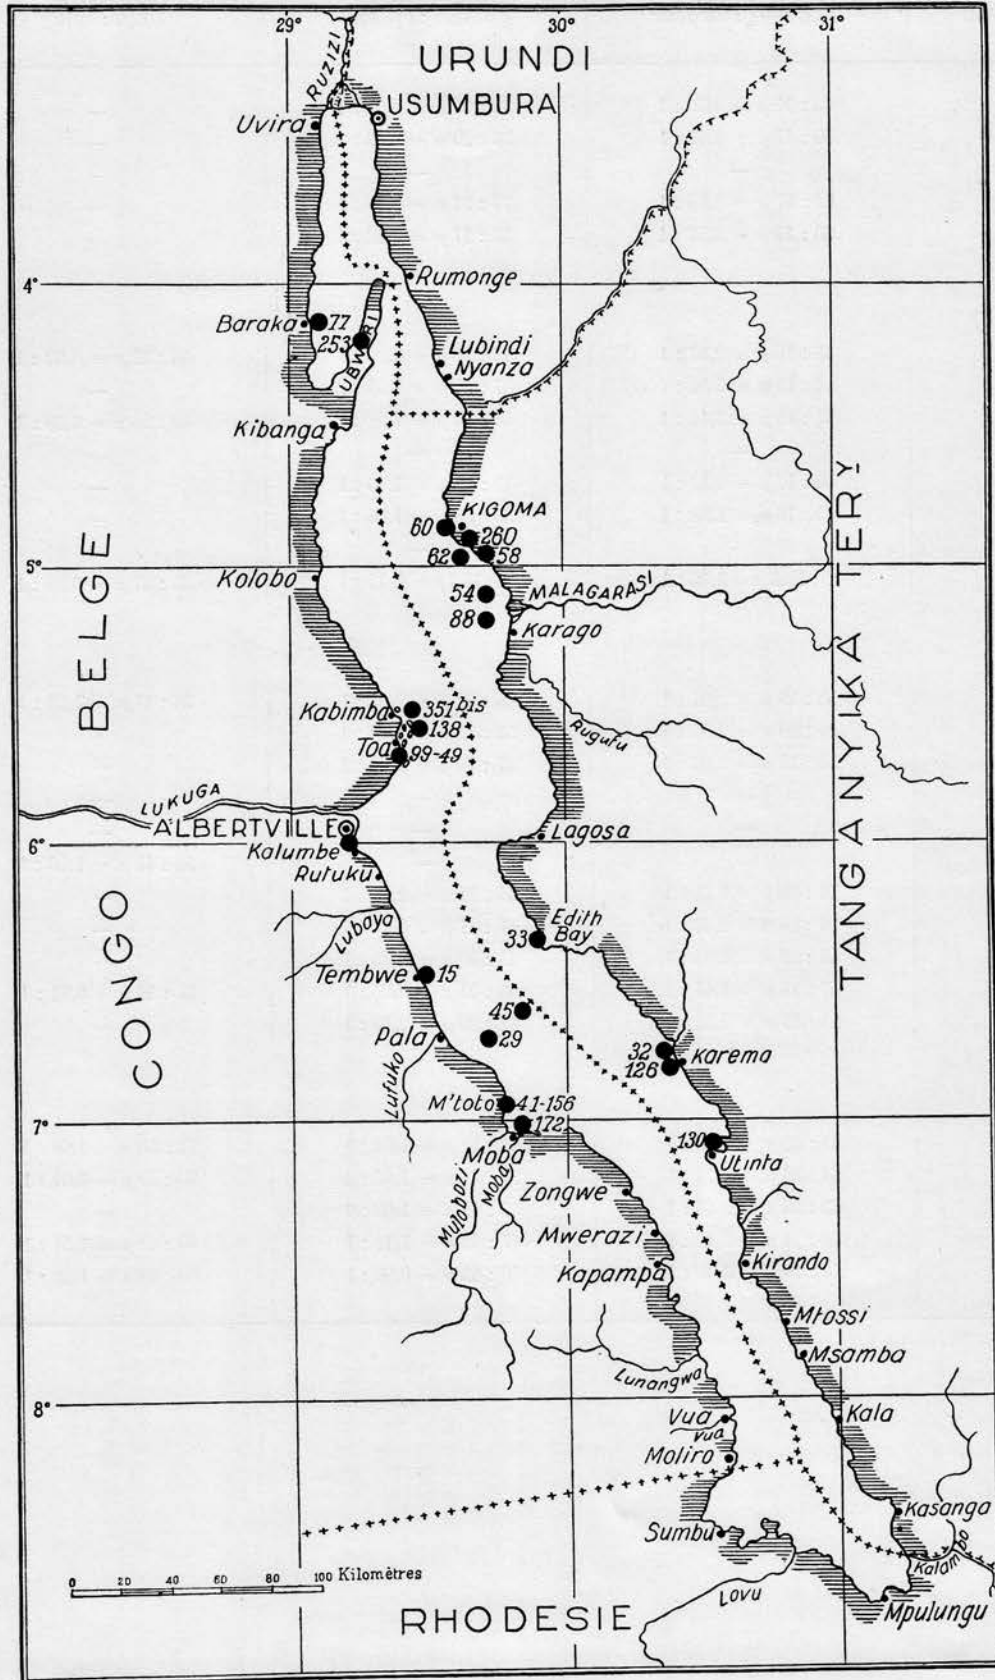 29° 30° 31°
RUZIZI
URUNDI
USUMBURA
Uvira
4°
Rumonge
Baraka 77
253
UBWARI
Lubindi
Nyanza
Kibanga
KIGOMA
60 260
62 58
5°
Kolobo
54 MALAGARASI
88 Karago
CONGO BELGE
TANGANYIKA TERY
Kabimba 351 bis
138
Toa 99-49
Rugufu
LUKUGA
ALBERTVILLE
Lagosa
6°
Kalumbe
Rutuku
Lubaya
Edith
Bay
33
Tembwe 15
45
Pala 29
32 Karema
126
Lufuko
M'toto 41-156
7°
172
130
Moba
Utinta
Mulobozi
Moba
Zongwe
Mwerazi
Kapampa
Kirando
Mtossi
Msamba
Lunangwa
8°
Vua
Vua
Kala
Moliro
Kasanga
Sumbu
Kalambo
0 20 40 60 100 Kilomètres
Lovu
Mpulungu
RHODESIE